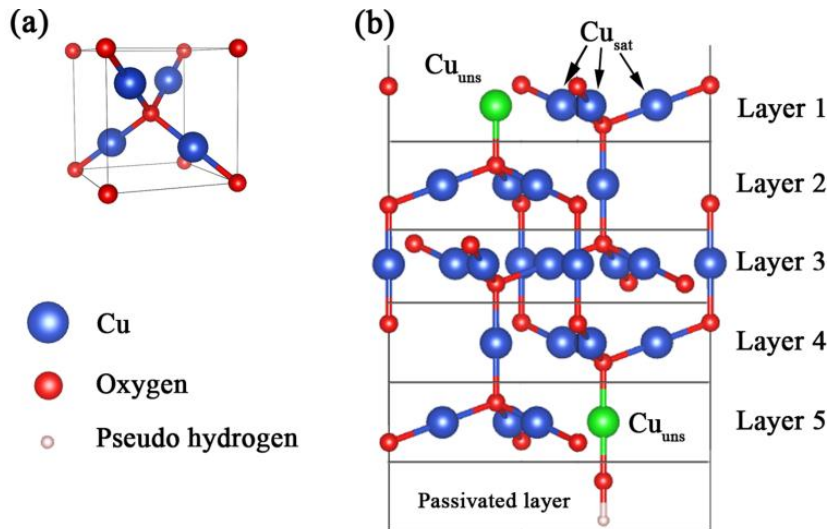 (a)
(b)
Cu_uns
Cu_sat
Layer 1
Layer 2
Layer 3
Layer 4
Layer 5
Cu_uns
Passivated layer
Cu
Oxygen
Pseudo hydrogen